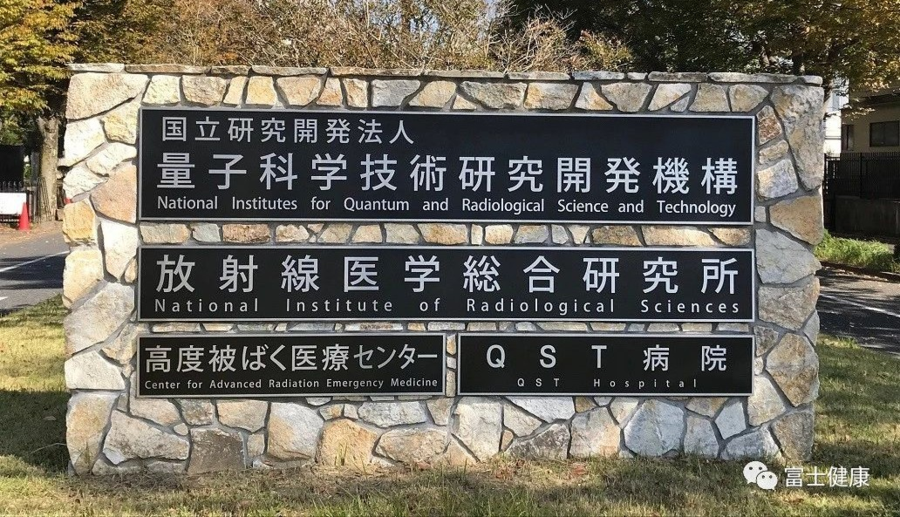 国立研究開発法人
量子科学技術研究開発機構
National Institutes for Quantum and Radiological Science and Technology
放射線医学総合研究所
National Institute of Radiological Sciences
高度被ばく医療センター
Center for Advanced Radiation Emergency Medicine
QST病院
QST Hospital
富士健康